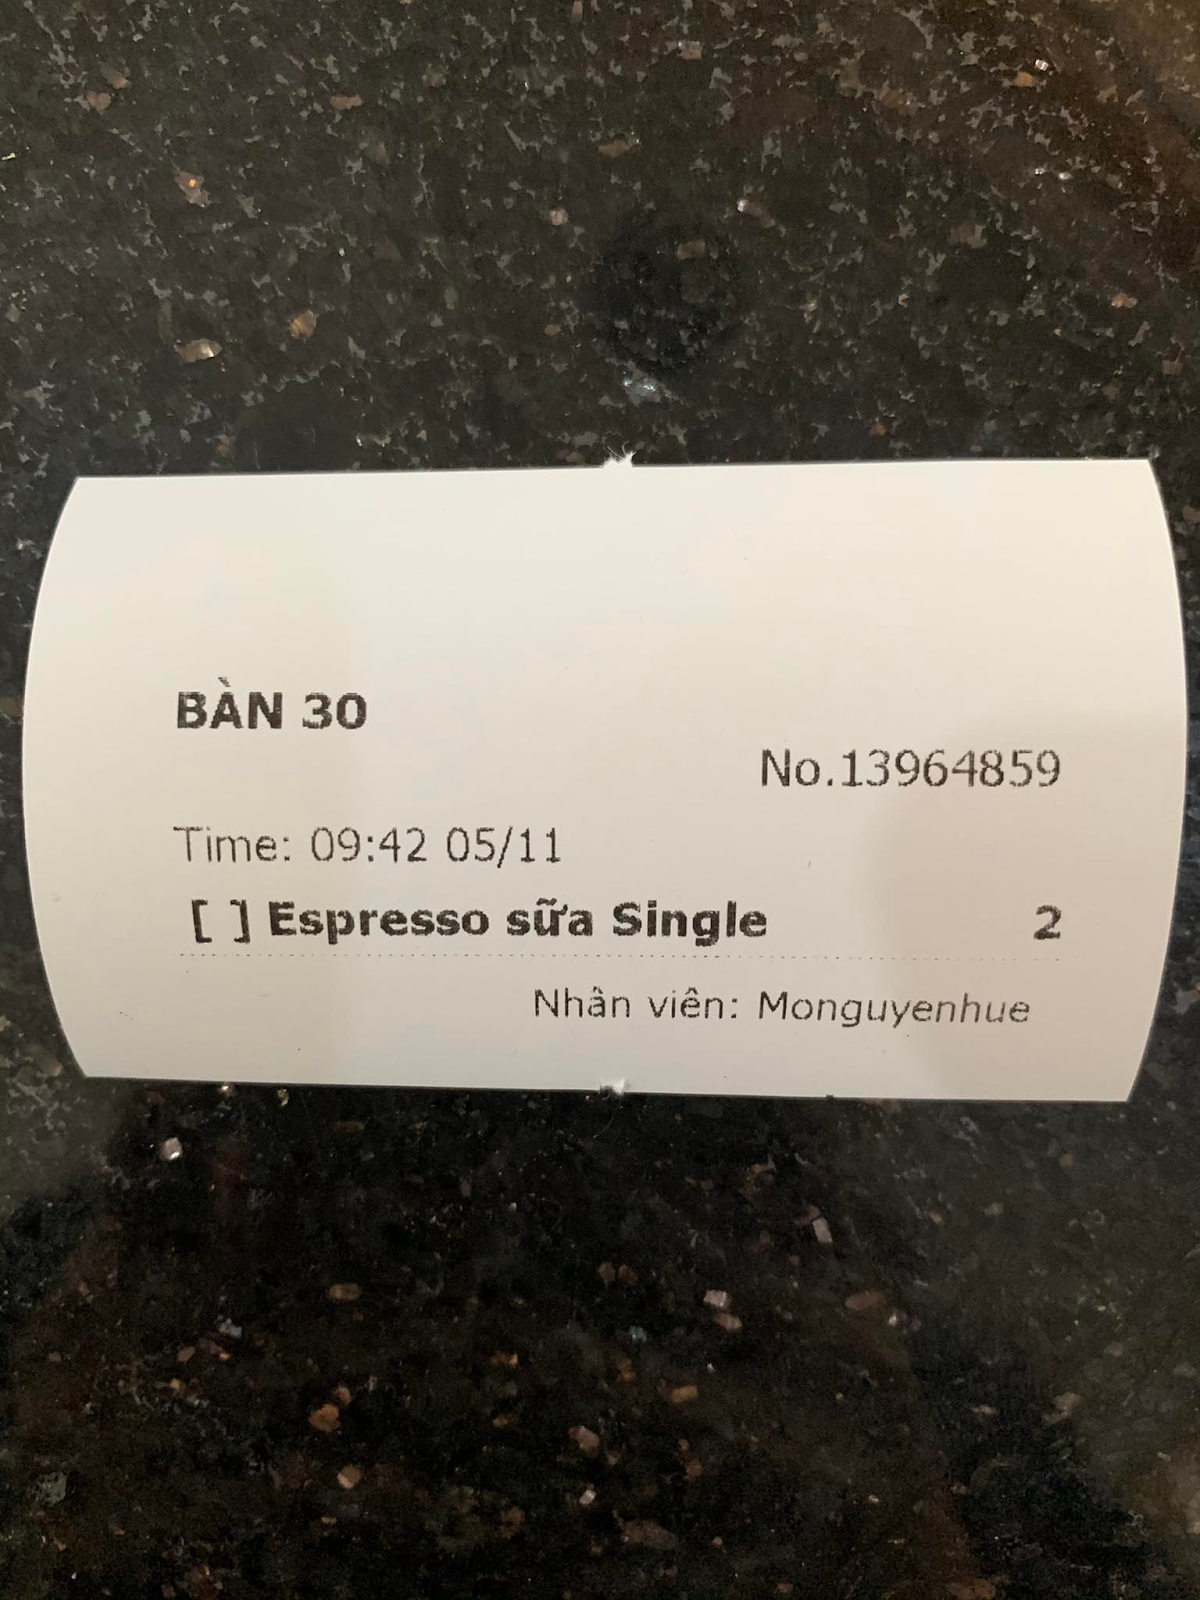 BÀN 30
No.13964859
Time: 09:42 05/11
[ ] Espresso sữa Single 2
Nhân viên: Monguyenhue